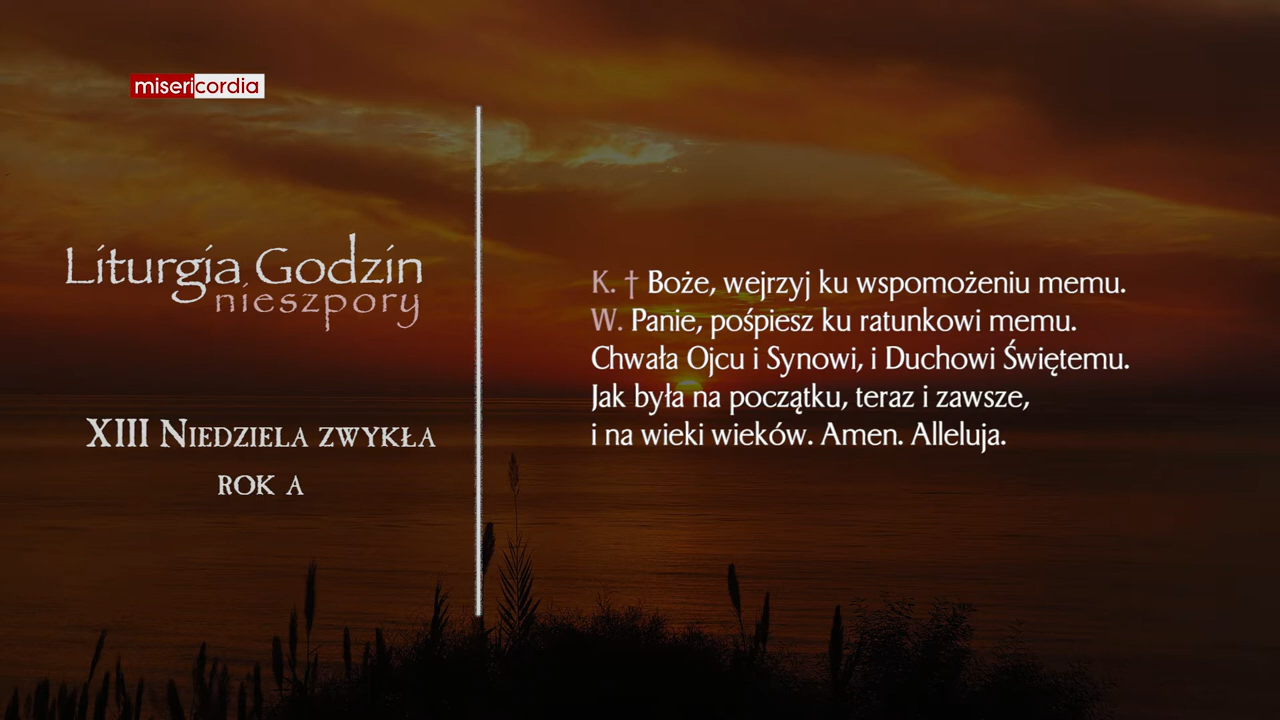 misericordia
Liturgia Godzin
nieszpory
XIII Niedziela zwykła
rok a
K. † Boże, wejrzyj ku wspomożeniu memu.
W. Panie, pośpiesz ku ratunkowi memu.
Chwała Ojcu i Synowi, i Duchowi Świętemu.
Jak była na początku, teraz i zawsze,
i na wieki wieków. Amen. Alleluja.